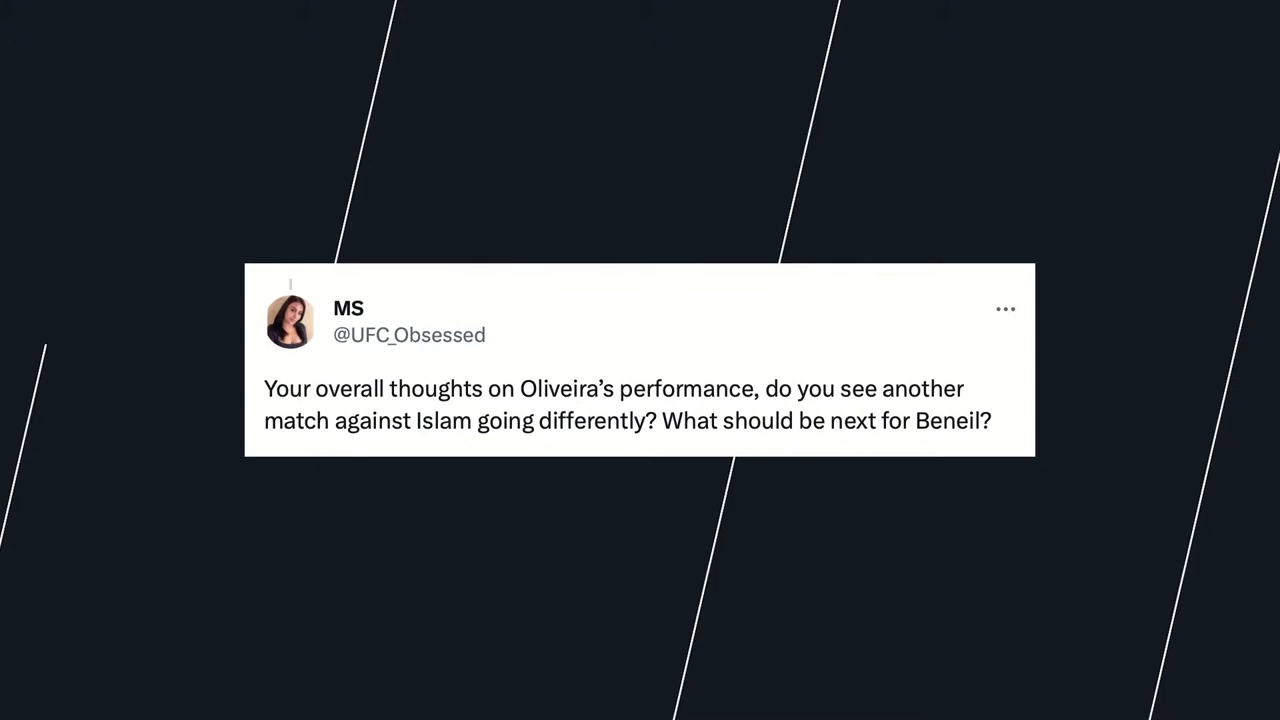 MS
@UFC_Obsessed
Your overall thoughts on Oliveira’s performance, do you see another
match against Islam going differently? What should be next for Beneil?